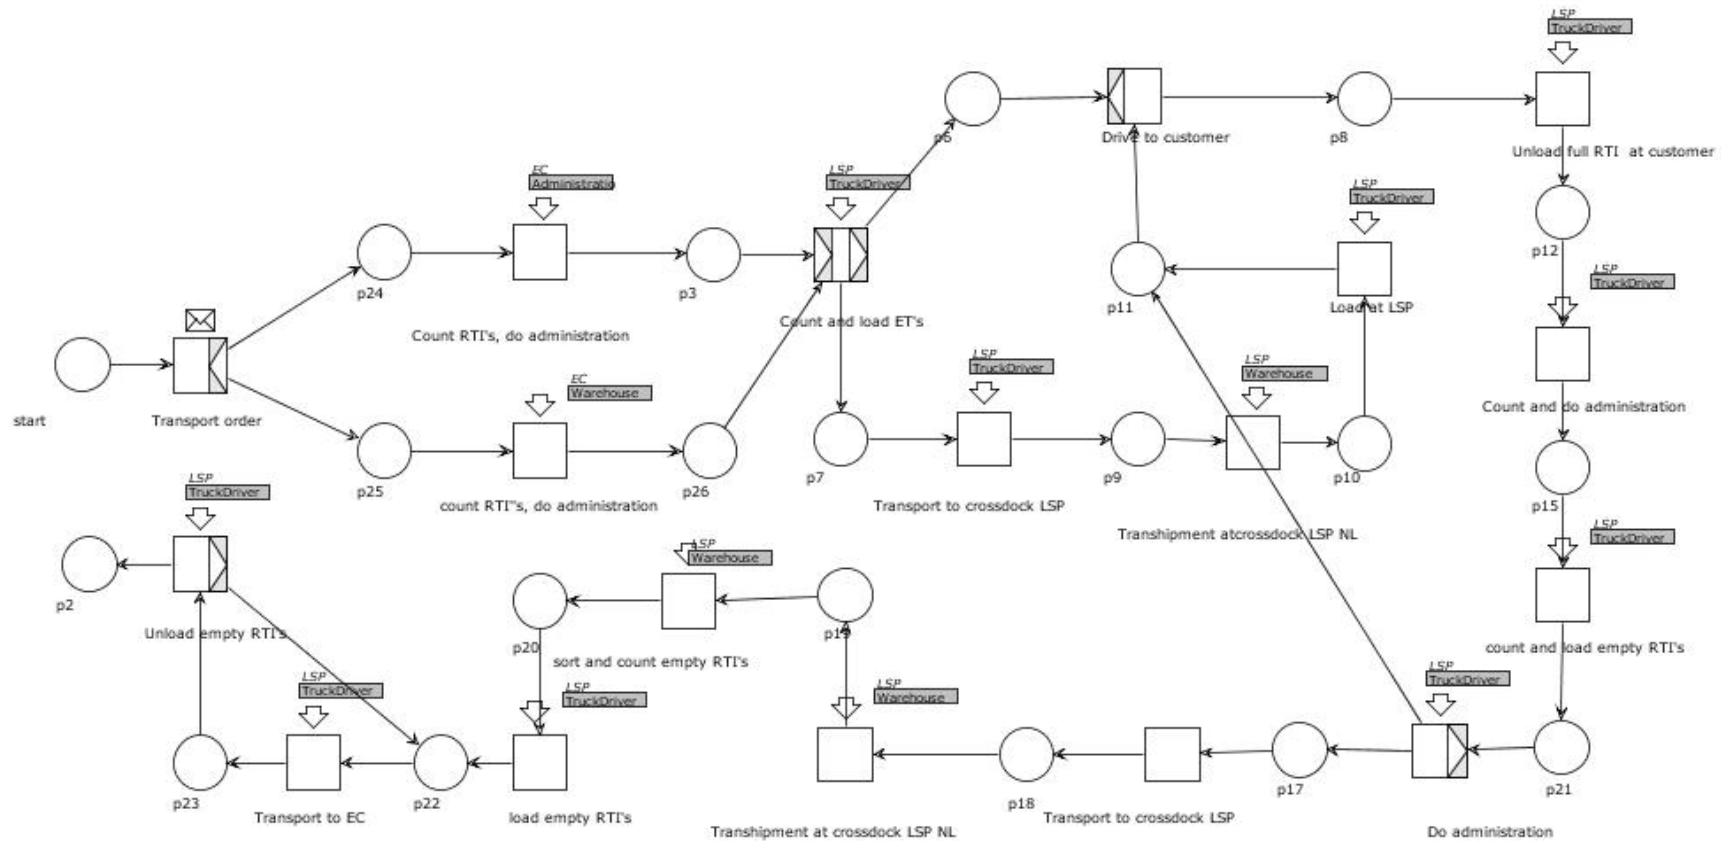 LSP
TruckDriver
p6
Drive to customer
p8
Unload full RTI at customer
EC
Administratio
LSP
TruckDriver
LSP
TruckDriver
p24
p3
p11
Load at LSP
p12
Count RTI's, do administration
Count and load ET's
LSP
TruckDriver
start
Transport order
EC
Warehouse
LSP
TruckDriver
LSP
Warehouse
Count and do administration
p25
p26
p7
p9
p10
count RTI"s, do administration
Transport to crossdock LSP
Transhipment atcrossdock LSP NL
p15
LSP
TruckDriver
LSP
TruckDriver
LSP
Warehouse
p2
Unload empty RTI's
p20
p19
sort and count empty RTI's
count and load empty RTI's
LSP
TruckDriver
LSP
TruckDriver
LSP
Warehouse
LSP
TruckDriver
p23
p22
p18
p17
p21
Transport to EC
load empty RTI's
Transhipment at crossdock LSP NL
Transport to crossdock LSP
Do administration